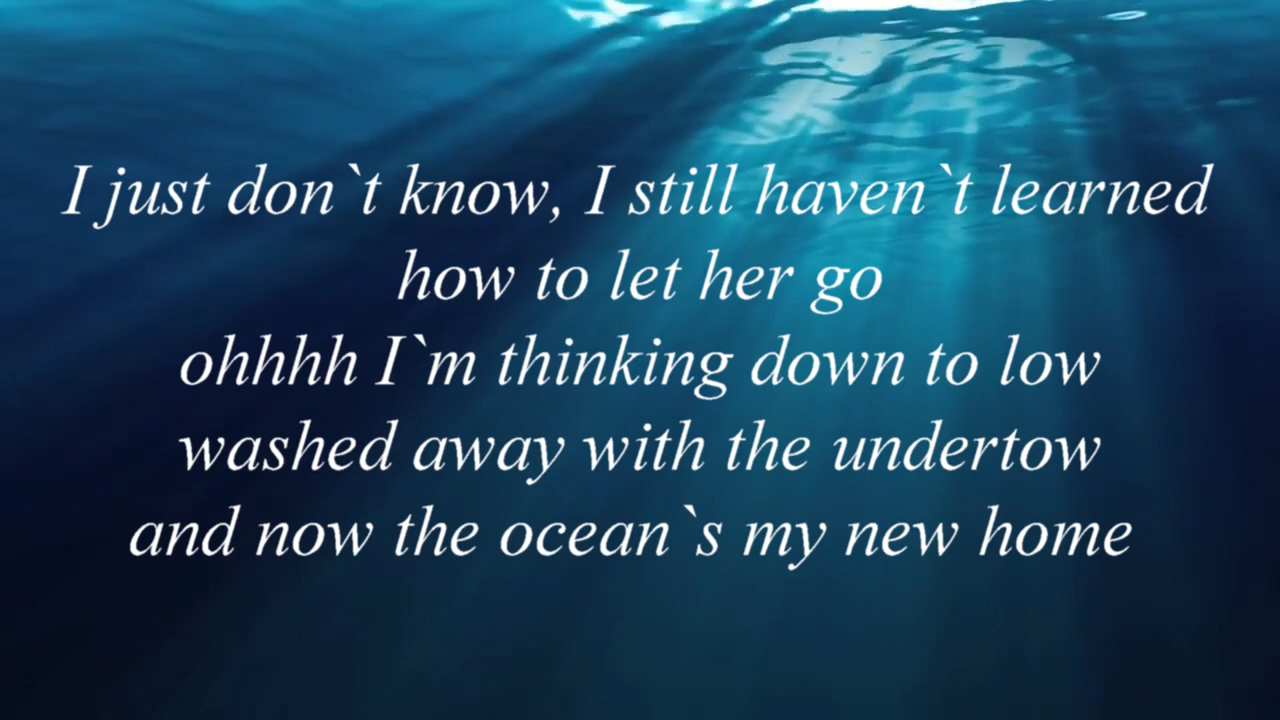 I just don`t know, I still haven`t learned
how to let her go
ohhhh I`m thinking down to low
washed away with the undertow
and now the ocean`s my new home